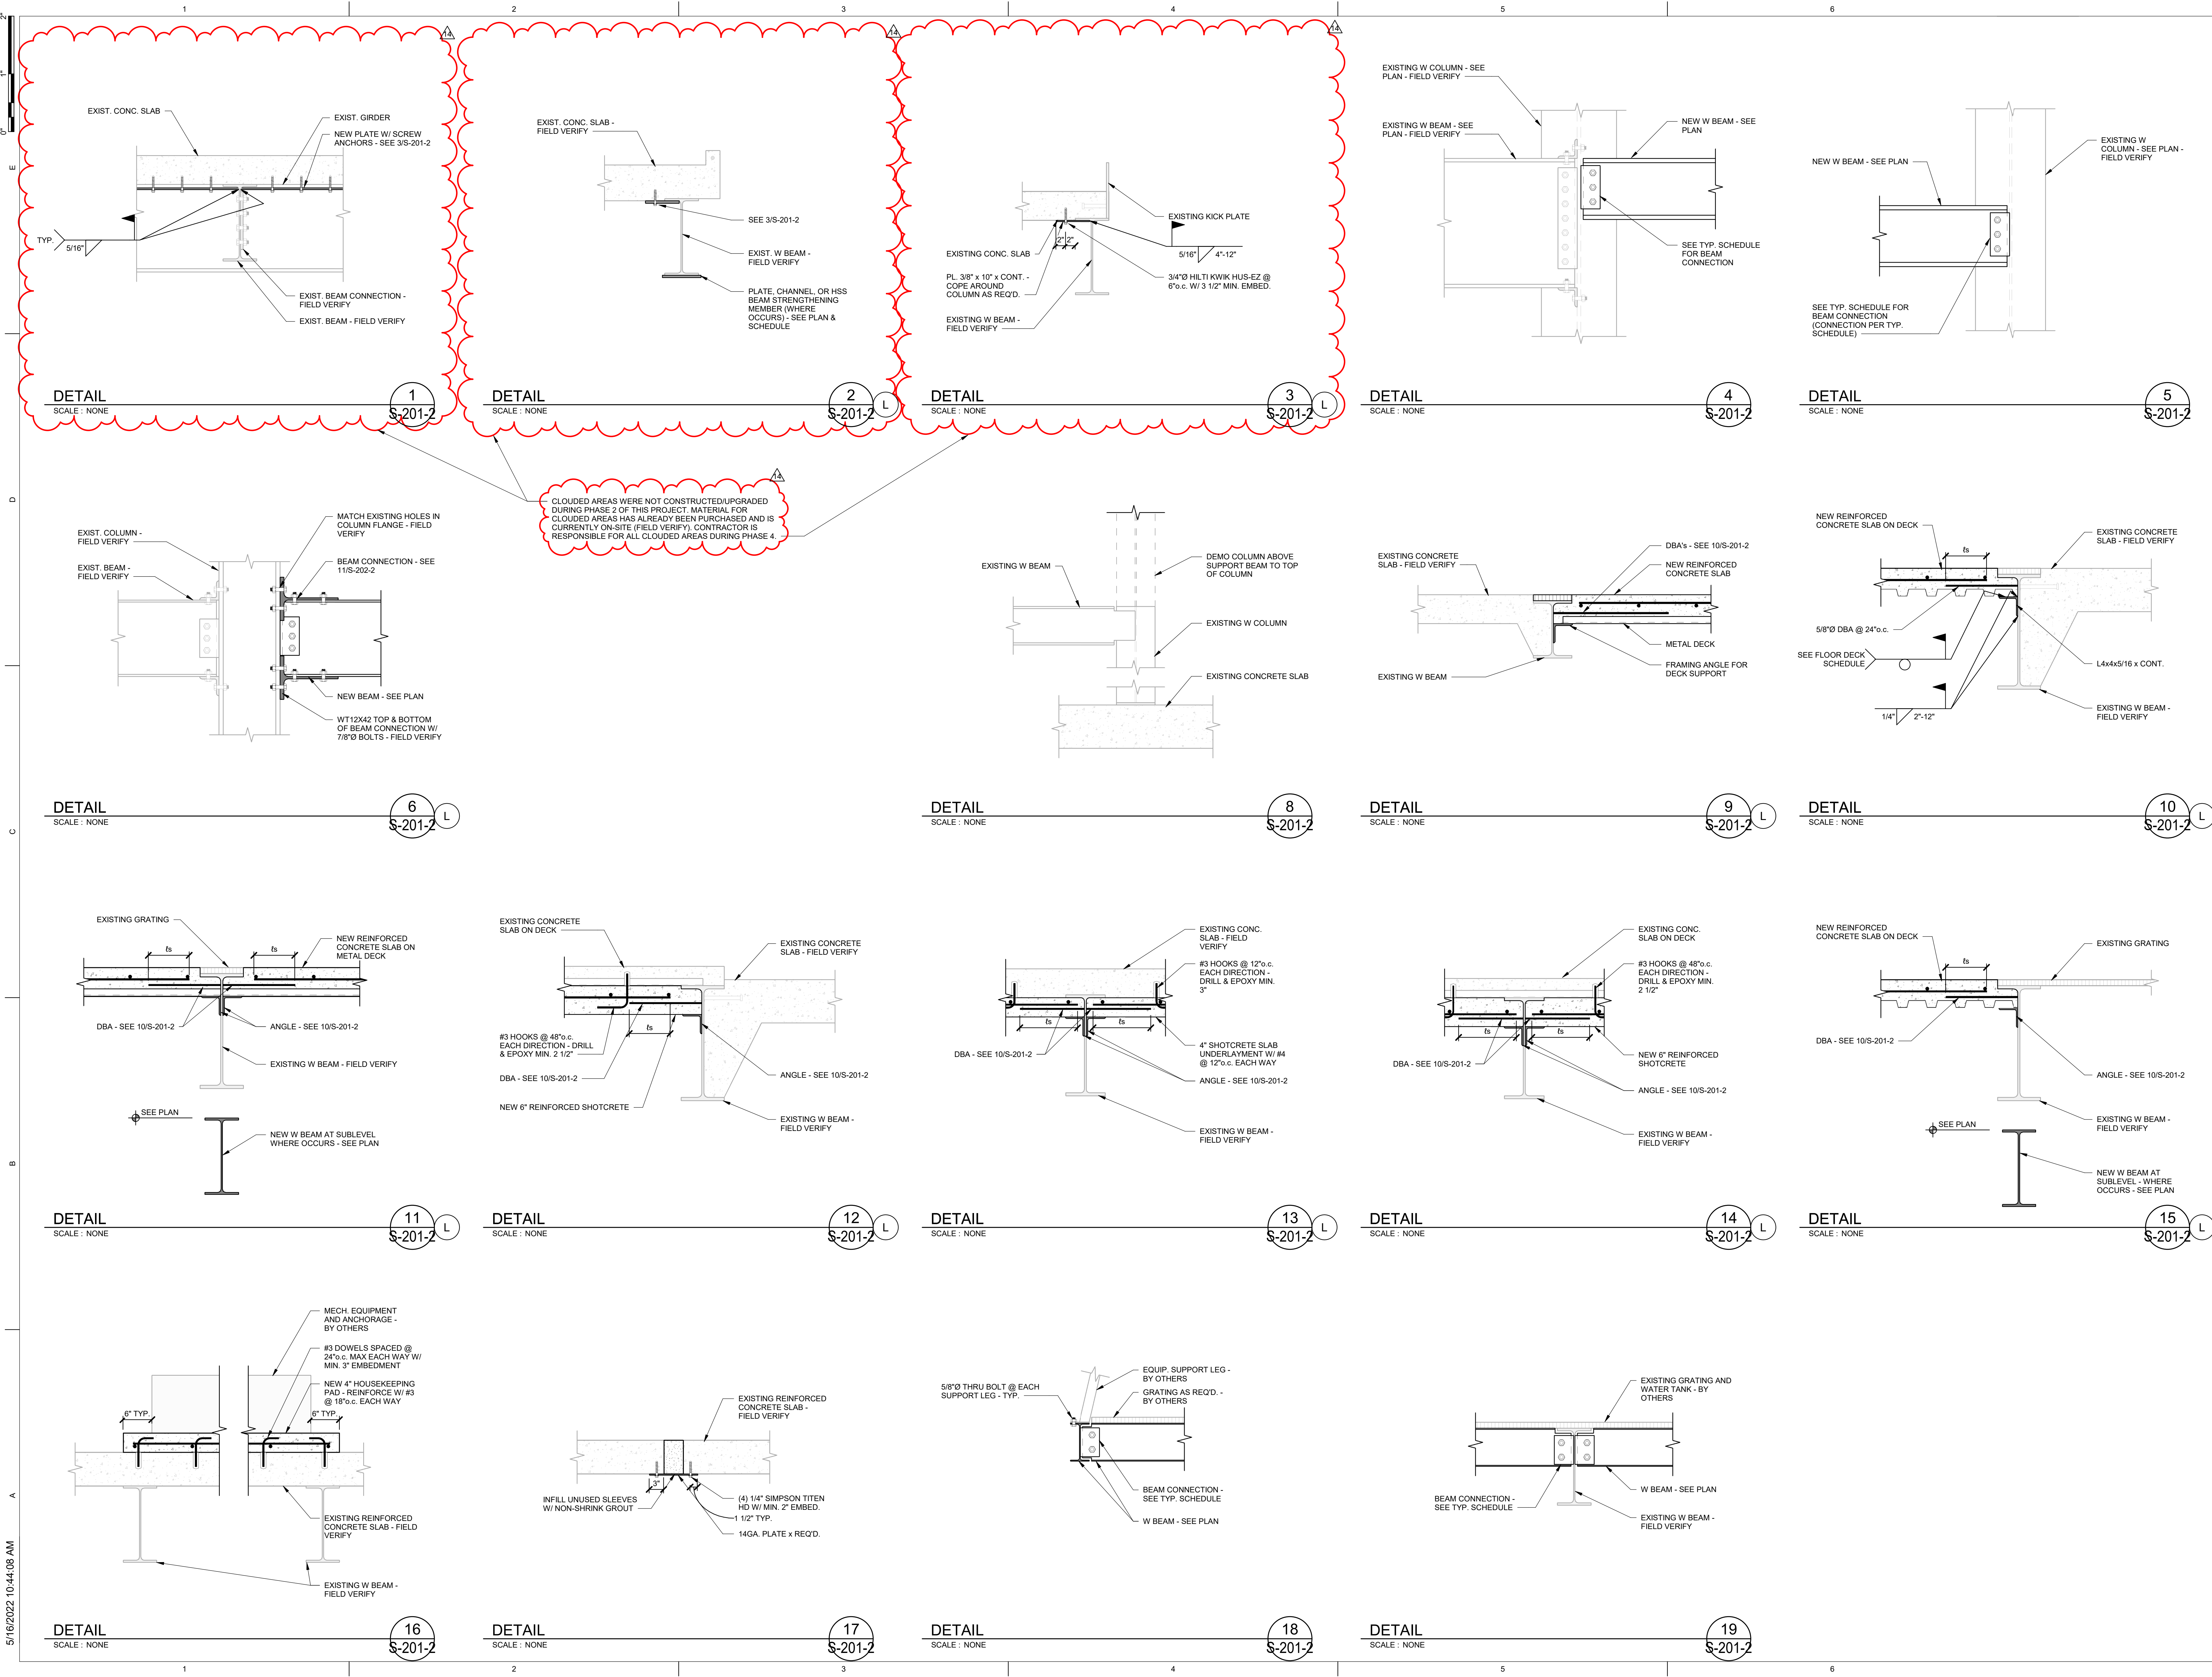 1
2
3
4
5
6
2"
1"
0"
E
D
C
B
A
5/16/2022 10:44:08 AM
14
EXIST. CONC. SLAB
EXIST. GIRDER
NEW PLATE W/ SCREW
ANCHORS - SEE 3/S-201-2
TYP.
5/16"
EXIST. BEAM CONNECTION -
FIELD VERIFY
EXIST. BEAM - FIELD VERIFY
DETAIL
SCALE : NONE
1
S-201-2
14
EXIST. CONC. SLAB -
FIELD VERIFY
SEE 3/S-201-2
EXIST. W BEAM -
FIELD VERIFY
PLATE, CHANNEL, OR HSS
BEAM STRENGTHENING
MEMBER (WHERE
OCCURS) - SEE PLAN &
SCHEDULE
DETAIL
SCALE : NONE
2
S-201-2
L
14
EXISTING KICK PLATE
2" 2"
EXISTING CONC. SLAB
5/16" 4"-12"
PL. 3/8" x 10" x CONT. -
COPE AROUND
COLUMN AS REQ'D.
3/4"Ø HILTI KWIK HUS-EZ @
6"o.c. W/ 3 1/2" MIN. EMBED.
EXISTING W BEAM -
FIELD VERIFY
DETAIL
SCALE : NONE
3
S-201-2
L
EXISTING W COLUMN - SEE
PLAN - FIELD VERIFY
EXISTING W BEAM - SEE
PLAN - FIELD VERIFY
NEW W BEAM - SEE
PLAN
SEE TYP. SCHEDULE
FOR BEAM
CONNECTION
DETAIL
SCALE : NONE
4
S-201-2
NEW W BEAM - SEE PLAN
EXISTING W
COLUMN - SEE PLAN -
FIELD VERIFY
SEE TYP. SCHEDULE FOR
BEAM CONNECTION
(CONNECTION PER TYP.
SCHEDULE)
DETAIL
SCALE : NONE
5
S-201-2
14
CLOUDED AREAS WERE NOT CONSTRUCTED/UPGRADED
DURING PHASE 2 OF THIS PROJECT. MATERIAL FOR
CLOUDED AREAS HAS ALREADY BEEN PURCHASED AND IS
CURRENTLY ON-SITE (FIELD VERIFY). CONTRACTOR IS
RESPONSIBLE FOR ALL CLOUDED AREAS DURING PHASE 4.
EXIST. COLUMN -
FIELD VERIFY
EXIST. BEAM -
FIELD VERIFY
MATCH EXISTING HOLES IN
COLUMN FLANGE - FIELD
VERIFY
BEAM CONNECTION - SEE
11/S-202-2
NEW BEAM - SEE PLAN
WT12X42 TOP & BOTTOM
OF BEAM CONNECTION W/
7/8"Ø BOLTS - FIELD VERIFY
DETAIL
SCALE : NONE
6
S-201-2
L
EXISTING W BEAM
DEMO COLUMN ABOVE
SUPPORT BEAM TO TOP
OF COLUMN
EXISTING W COLUMN
EXISTING CONCRETE SLAB
DETAIL
SCALE : NONE
8
S-201-2
EXISTING CONCRETE
SLAB - FIELD VERIFY
DBA's - SEE 10/S-201-2
NEW REINFORCED
CONCRETE SLAB
METAL DECK
FRAMING ANGLE FOR
DECK SUPPORT
EXISTING W BEAM
DETAIL
SCALE : NONE
9
S-201-2
L
NEW REINFORCED
CONCRETE SLAB ON DECK
ℓs
EXISTING CONCRETE
SLAB - FIELD VERIFY
5/8"Ø DBA @ 24"o.c.
SEE FLOOR DECK
SCHEDULE
L4x4x5/16 x CONT.
1/4" 2"-12"
EXISTING W BEAM -
FIELD VERIFY
DETAIL
SCALE : NONE
10
S-201-2
L
EXISTING GRATING
ℓs
ℓs
NEW REINFORCED
CONCRETE SLAB ON
METAL DECK
DBA - SEE 10/S-201-2
ANGLE - SEE 10/S-201-2
EXISTING W BEAM - FIELD VERIFY
SEE PLAN
NEW W BEAM AT SUBLEVEL
WHERE OCCURS - SEE PLAN
DETAIL
SCALE : NONE
11
S-201-2
L
EXISTING CONCRETE
SLAB ON DECK
EXISTING CONCRETE
SLAB - FIELD VERIFY
#3 HOOKS @ 48"o.c.
EACH DIRECTION - DRILL
& EPOXY MIN. 2 1/2"
ℓs
DBA - SEE 10/S-201-2
ANGLE - SEE 10/S-201-2
NEW 6" REINFORCED SHOTCRETE
EXISTING W BEAM -
FIELD VERIFY
DETAIL
SCALE : NONE
12
S-201-2
L
EXISTING CONC.
SLAB - FIELD
VERIFY
#3 HOOKS @ 12"o.c.
EACH DIRECTION -
DRILL & EPOXY MIN.
3"
ℓs
ℓs
DBA - SEE 10/S-201-2
4" SHOTCRETE SLAB
UNDERLAYMENT W/ #4
@ 12"o.c. EACH WAY
ANGLE - SEE 10/S-201-2
EXISTING W BEAM -
FIELD VERIFY
DETAIL
SCALE : NONE
13
S-201-2
L
EXISTING CONC.
SLAB ON DECK
#3 HOOKS @ 48"o.c.
EACH DIRECTION -
DRILL & EPOXY MIN.
2 1/2"
ℓs
ℓs
DBA - SEE 10/S-201-2
NEW 6" REINFORCED
SHOTCRETE
ANGLE - SEE 10/S-201-2
EXISTING W BEAM -
FIELD VERIFY
DETAIL
SCALE : NONE
14
S-201-2
L
NEW REINFORCED
CONCRETE SLAB ON DECK
ℓs
EXISTING GRATING
DBA - SEE 10/S-201-2
ANGLE - SEE 10/S-201-2
EXISTING W BEAM -
FIELD VERIFY
SEE PLAN
NEW W BEAM AT
SUBLEVEL - WHERE
OCCURS - SEE PLAN
DETAIL
SCALE : NONE
15
S-201-2
L
MECH. EQUIPMENT
AND ANCHORAGE -
BY OTHERS
#3 DOWELS SPACED @
24"o.c. MAX EACH WAY W/
MIN. 3" EMBEDMENT
NEW 4" HOUSEKEEPING
PAD - REINFORCE W/ #3
@ 18"o.c. EACH WAY
6" TYP.
6" TYP.
EXISTING REINFORCED
CONCRETE SLAB - FIELD
VERIFY
EXISTING W BEAM -
FIELD VERIFY
DETAIL
SCALE : NONE
16
S-201-2
EXISTING REINFORCED
CONCRETE SLAB -
FIELD VERIFY
3"
INFILL UNUSED SLEEVES
W/ NON-SHRINK GROUT
(4) 1/4" SIMPSON TITEN
HD W/ MIN. 2" EMBED.
1 1/2" TYP.
14GA. PLATE x REQ'D.
DETAIL
SCALE : NONE
17
S-201-2
5/8"Ø THRU BOLT @ EACH
SUPPORT LEG - TYP.
EQUIP. SUPPORT LEG -
BY OTHERS
GRATING AS REQ'D. -
BY OTHERS
BEAM CONNECTION -
SEE TYP. SCHEDULE
W BEAM - SEE PLAN
DETAIL
SCALE : NONE
18
S-201-2
EXISTING GRATING AND
WATER TANK - BY
OTHERS
BEAM CONNECTION -
SEE TYP. SCHEDULE
W BEAM - SEE PLAN
EXISTING W BEAM -
FIELD VERIFY
DETAIL
SCALE : NONE
19
S-201-2
1
2
3
4
5
6